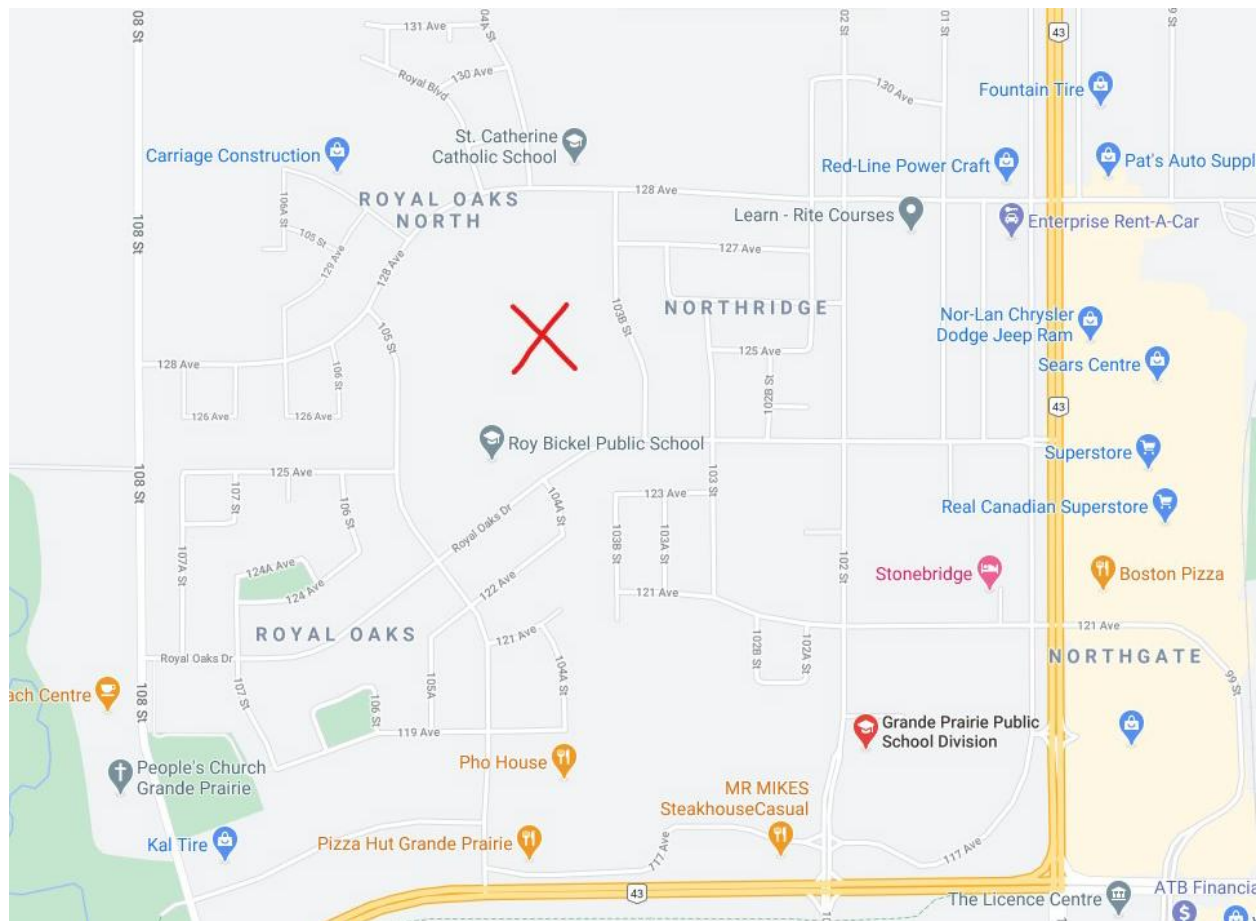 08 St
131 Ave
104A St
02 St
01 St
9 St
43
Royal Blvd
130 Ave
130 Ave
Fountain Tire
St. Catherine
Catholic School
Carriage Construction
Red-Line Power Craft
Pat's Auto Suppl
ROYAL OAKS
NORTH
128 Ave
106A St
108 St
Learn - Rite Courses
Enterprise Rent-A-Car
105 St
129 Ave
128 Ave
127 Ave
NORTHRIDGE
103B St
Nor-Lan Chrysler
Dodge Jeep Ram
105 St
125 Ave
Sears Centre
128 Ave
106 St
102B St
43
126 Ave
126 Ave
Roy Bickel Public School
Superstore
125 Ave
108 St
107 St
106 St
104A St
123 Ave
103 St
Real Canadian Superstore
Royal Oaks Dr
103B St
103A St
107A St
124A Ave
102 St
Stonebridge
Boston Pizza
124 Ave
122 Ave
121 Ave
ROYAL OAKS
121 Ave
121 Ave
Royal Oaks Dr
102B St
102A St
NORTHGATE
107 St
105A
104A St
99 St
ach Centre
108 St
106 St
119 Ave
Grande Prairie Public
School Division
People's Church
Grande Prairie
Pho House
MR MIKES
SteakhouseCasual
Kal Tire
Pizza Hut Grande Prairie
117 Ave
117 Ave
43
The Licence Centre
ATB Financia
10